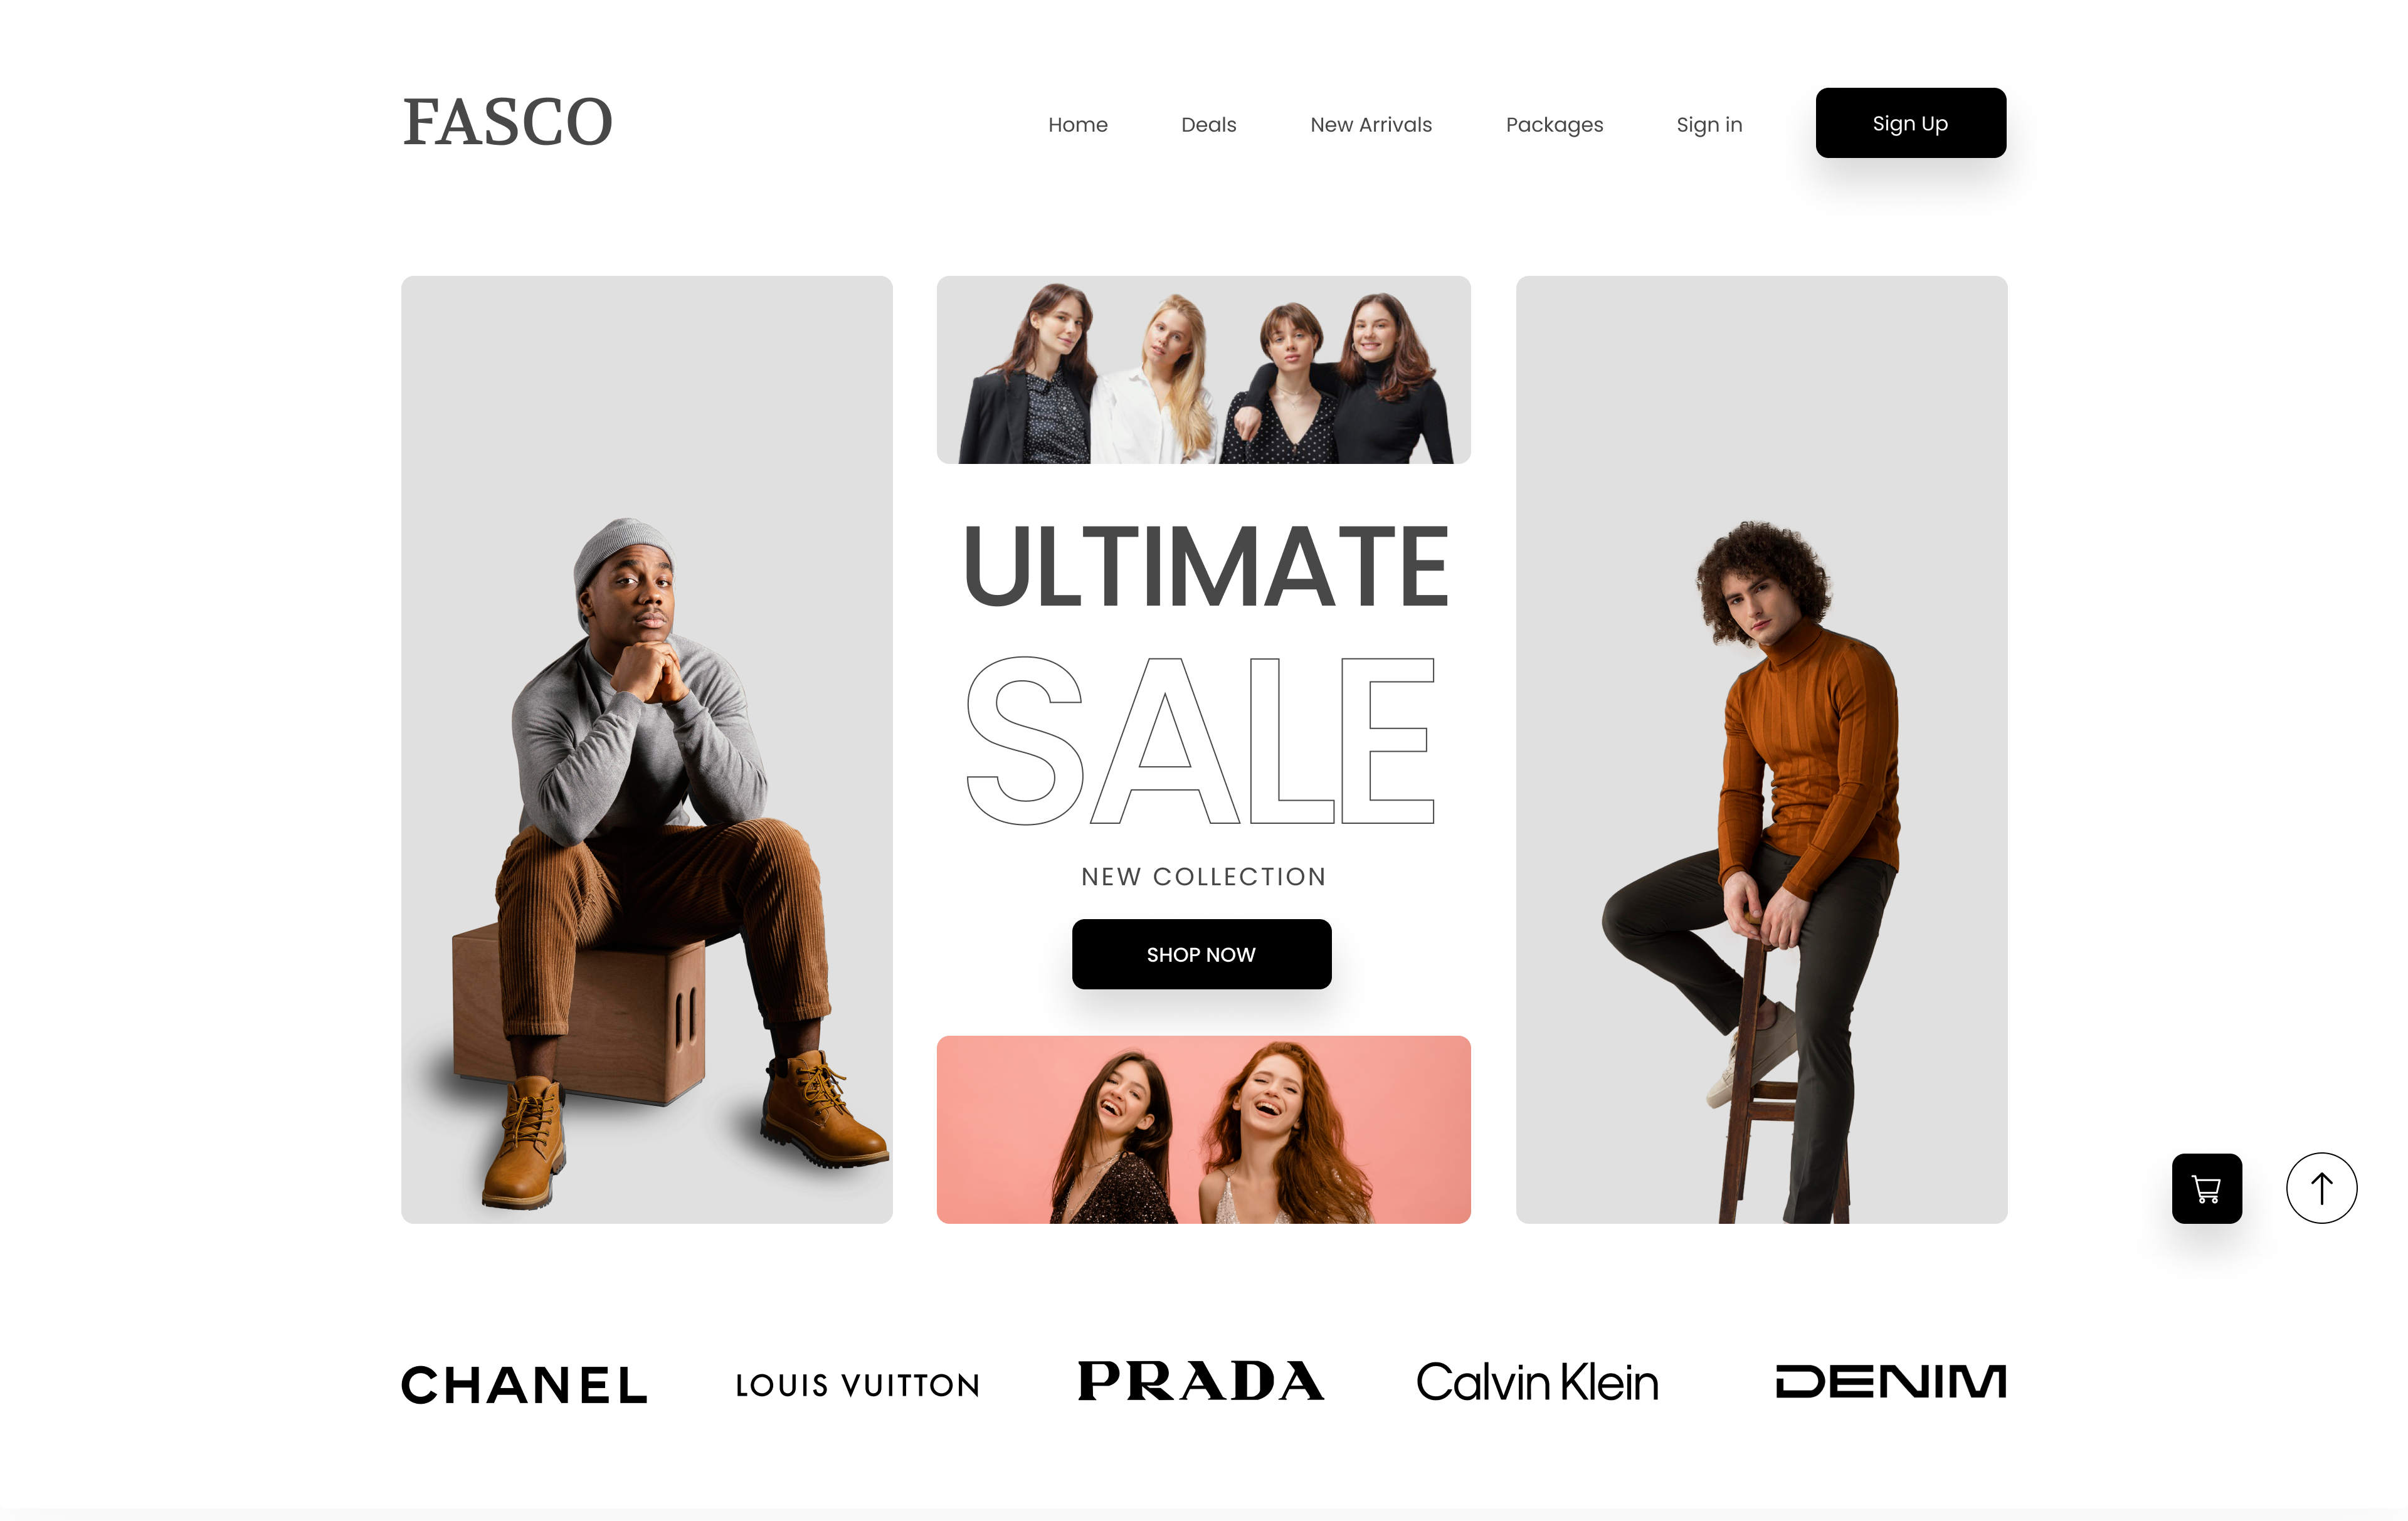 FASCO
Home Deals New Arrivals Packages Sign in Sign Up
ULTIMATE
SALE
NEW COLLECTION
SHOP NOW
CHANEL LOUIS VUITTON PRADA Calvin Klein DENIM